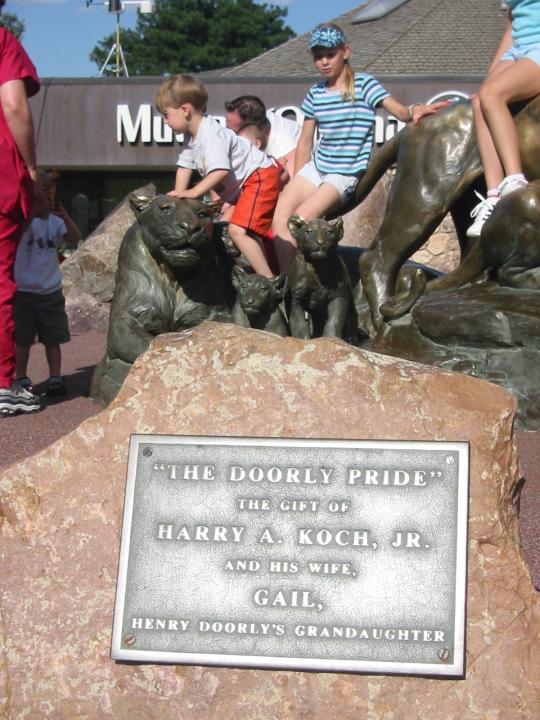 "THE DOORLY PRIDE"
THE GIFT OF
HARRY A. KOCH, JR.
AND HIS WIFE,
GAIL,
HENRY DOORLY'S GRANDAUGHTER